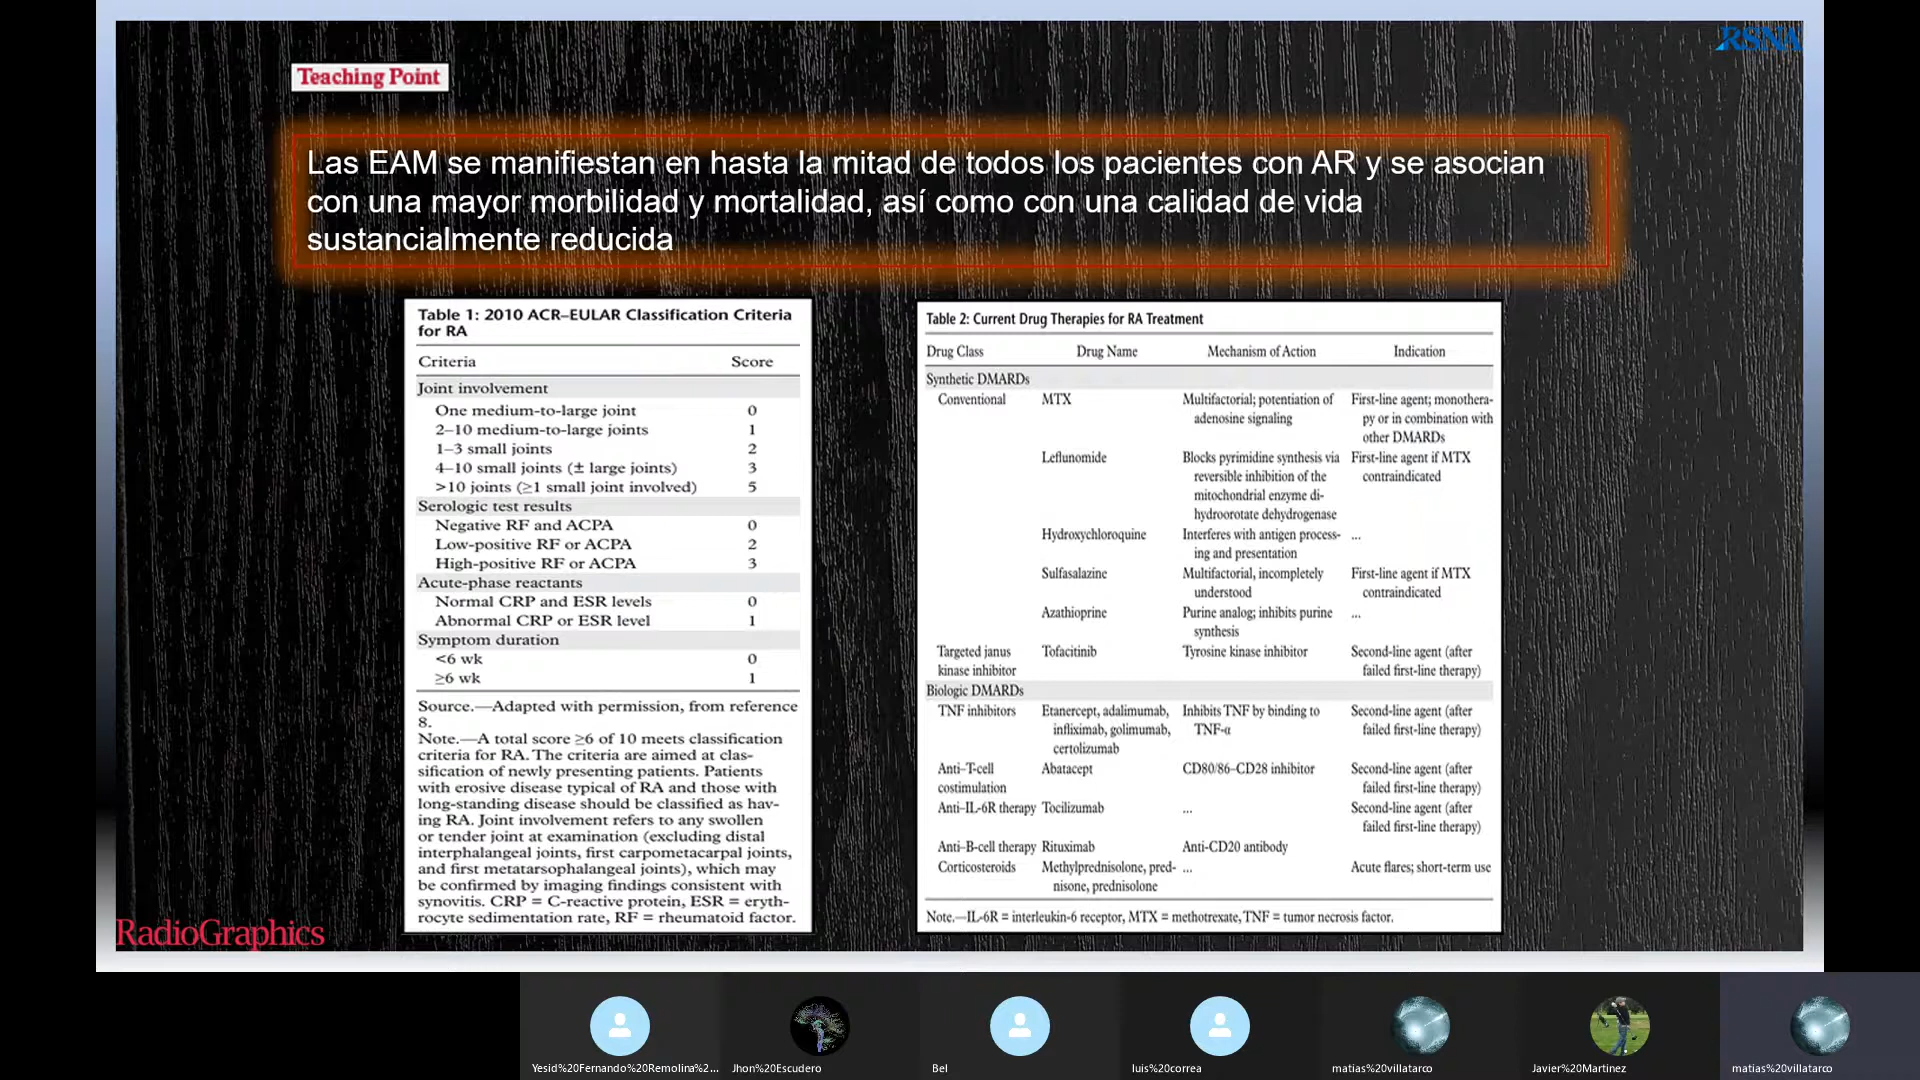 RSNA
Teaching Point
Las EAM se manifiestan en hasta la mitad de todos los pacientes con AR y se asocian
con una mayor morbilidad y mortalidad, así como con una calidad de vida
sustancialmente reducida
Table 1: 2010 ACR–EULAR Classification Criteria
for RA
Criteria Score
Joint involvement
One medium-to-large joint 0
2–10 medium-to-large joints 1
1–3 small joints 2
4–10 small joints (± large joints) 3
>10 joints (≥1 small joint involved) 5
Serologic test results
Negative RF and ACPA 0
Low-positive RF or ACPA 2
High-positive RF or ACPA 3
Acute-phase reactants
Normal CRP and ESR levels 0
Abnormal CRP or ESR level 1
Symptom duration
<6 wk 0
≥6 wk 1
Source.—Adapted with permission, from reference
8.
Note.—A total score ≥6 of 10 meets classification
criteria for RA. The criteria are aimed at clas-
sification of newly presenting patients. Patients
with erosive disease typical of RA and those with
long-standing disease should be classified as hav-
ing RA. Joint involvement refers to any swollen
or tender joint at examination (excluding distal
interphalangeal joints, first carpometacarpal joints,
and first metatarsophalangeal joints), which may
be confirmed by imaging findings consistent with
synovitis. CRP = C-reactive protein, ESR = eryth-
rocyte sedimentation rate, RF = rheumatoid factor.
Table 2: Current Drug Therapies for RA Treatment
Drug Class Drug Name Mechanism of Action Indication
Synthetic DMARDs
Conventional MTX Multifactorial; potentiation of First-line agent; monothera-
adenosine signaling py or in combination with
other DMARDs
Leflunomide Blocks pyrimidine synthesis via First-line agent if MTX
reversible inhibition of the contraindicated
mitochondrial enzyme di-
hydroorotate dehydrogenase
Hydroxychloroquine Interferes with antigen process- ...
ing and presentation
Sulfasalazine Multifactorial, incompletely First-line agent if MTX
understood contraindicated
Azathioprine Purine analog; inhibits purine ...
synthesis
Targeted janus Tofacitinib Tyrosine kinase inhibitor Second-line agent (after
kinase inhibitor failed first-line therapy)
Biologic DMARDs
TNF inhibitors Etanercept, adalimumab, Inhibits TNF by binding to Second-line agent (after
infliximab, golimumab, TNF-α failed first-line therapy)
certolizumab
Anti–T-cell Abatacept CD80/86–CD28 inhibitor Second-line agent (after
costimulation failed first-line therapy)
Anti–IL-6R therapy Tocilizumab ... Second-line agent (after
failed first-line therapy)
Anti–B-cell therapy Rituximab Anti-CD20 antibody
Corticosteroids Methylprednisolone, pred- ... Acute flares; short-term use
nisone, prednisolone
Note.—IL-6R = interleukin-6 receptor, MTX = methotrexate, TNF = tumor necrosis factor.
RadioGraphics
Yesid%20Fernando%20Remolina%2... Jhon%20Escudero Bel luis%20correa matias%20villatarco Javier%20Martinez matias%20villatarco